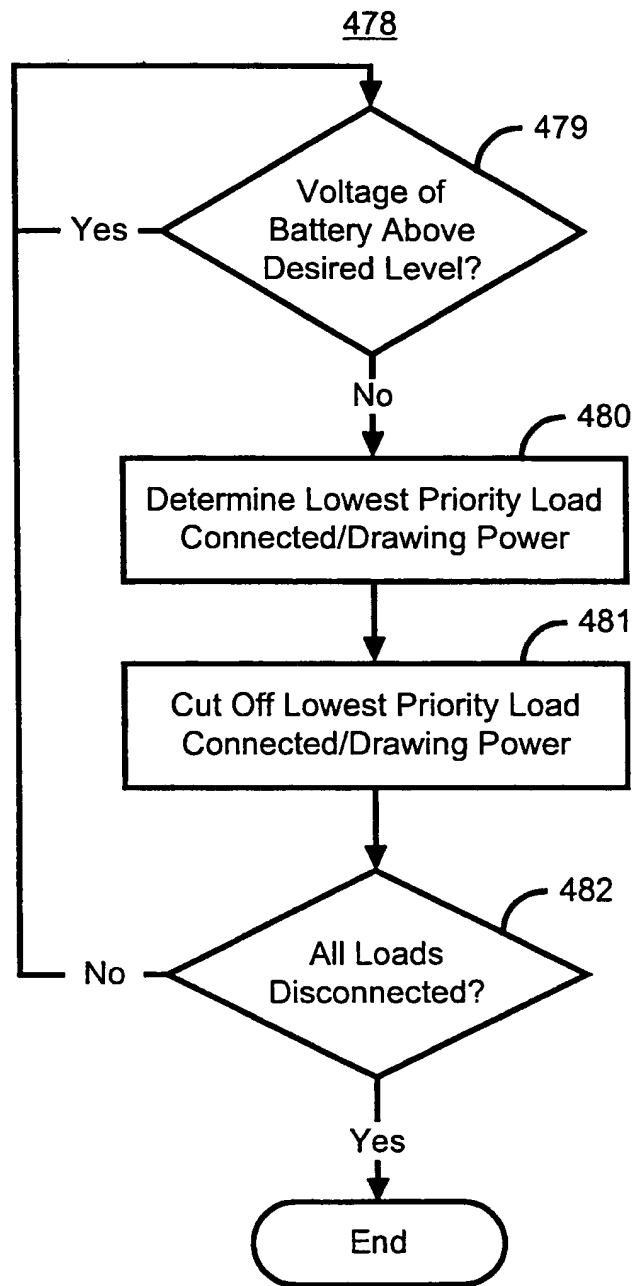 478
479
Voltage of
Battery Above
Desired Level?
Yes
No
480
Determine Lowest Priority Load
Connected/Drawing Power
481
Cut Off Lowest Priority Load
Connected/Drawing Power
482
All Loads
Disconnected?
No
Yes
End